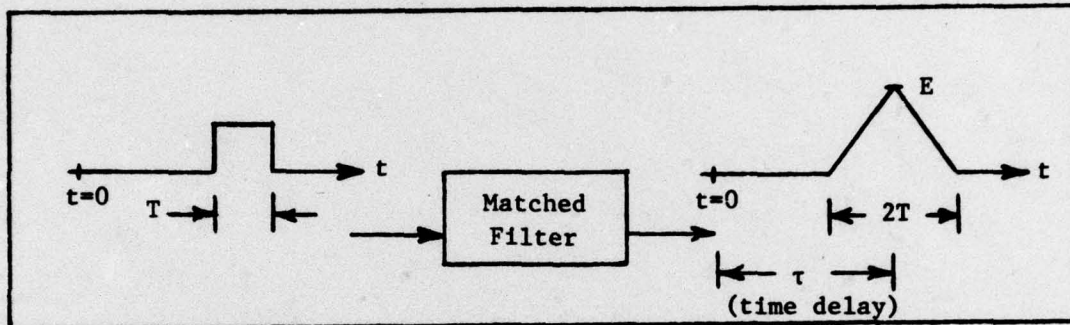 E
t
t
t=0
t=0
T
Matched
Filter
2T
τ
(time delay)